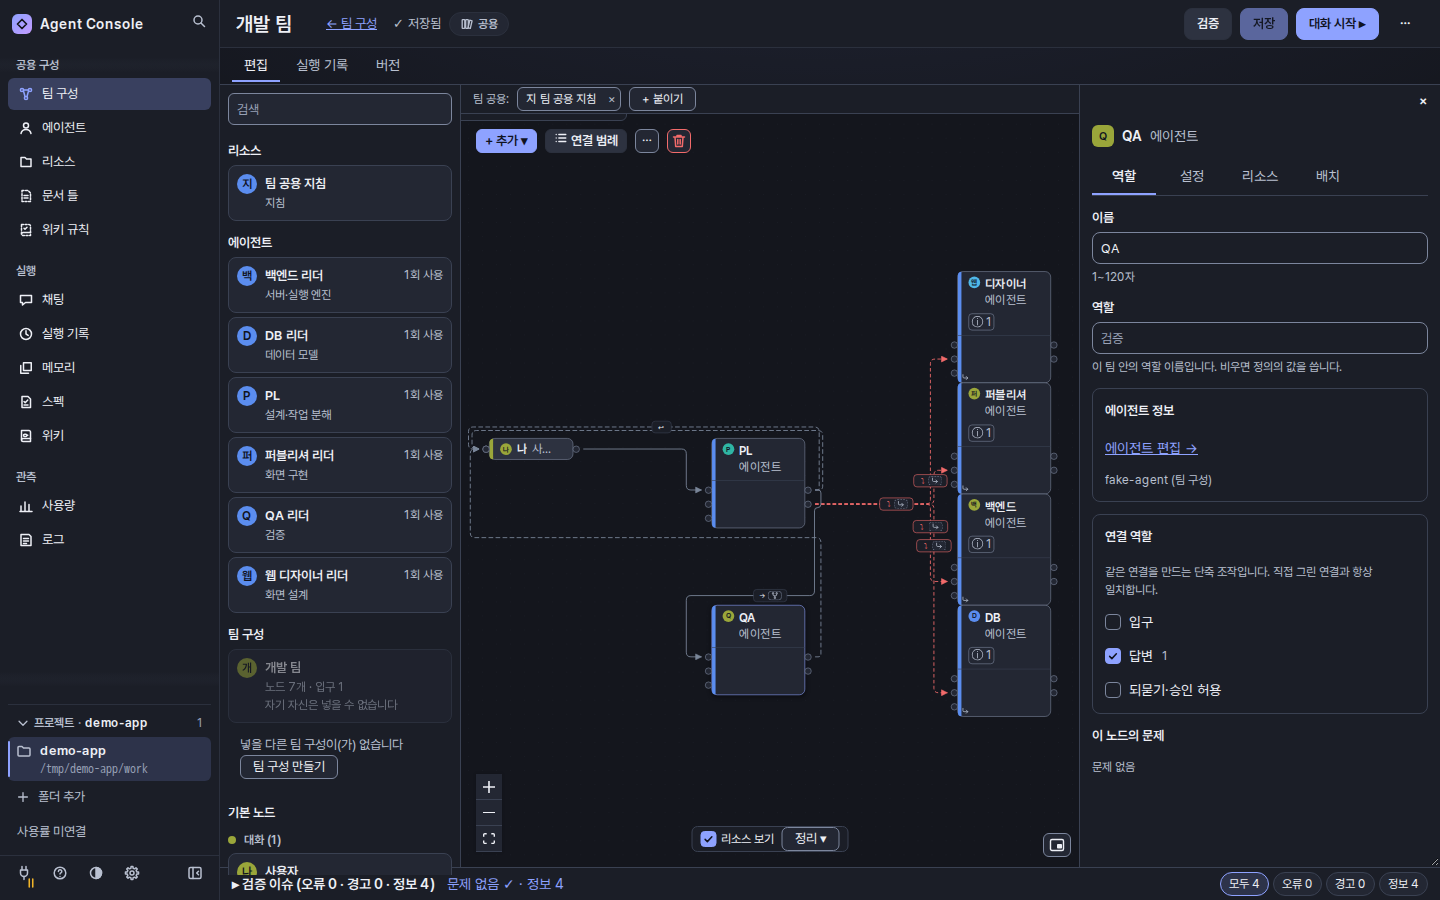 Agent Console
공용 구성
팀 구성
에이전트
리소스
문서 틀
위키 규칙
실행
채팅
실행 기록
메모리
스펙
위키
관측
사용량
로그
프로젝트 · demo-app 1
demo-app
/tmp/demo-app/work
폴더 추가
사용률 미연결
개발 팀
← 팀 구성
✓ 저장됨
공용
검증
저장
대화 시작 ▸
편집
실행 기록
버전
검색
리소스
지 팀 공용 지침
지침
에이전트
백 백엔드 리더 1회 사용
서버·실행 엔진
D DB 리더 1회 사용
데이터 모델
P PL 1회 사용
설계·작업 분해
퍼 퍼블리셔 리더 1회 사용
화면 구현
Q QA 리더 1회 사용
검증
웹 웹 디자이너 리더 1회 사용
화면 설계
팀 구성
개 개발 팀
노드 7개 · 입구 1
자기 자신은 넣을 수 없습니다
넣을 다른 팀 구성이(가) 없습니다
팀 구성 만들기
기본 노드
대화 (1)
나 사용자
팀 공용: 지 팀 공용 지침 × + 붙이기
+ 추가 ▾
연결 범례
나 나 사...
P PL
에이전트
Q QA
에이전트
웹 디자이너
에이전트
ⓘ 1
퍼 퍼블리셔
에이전트
ⓘ 1
백 백엔드
에이전트
ⓘ 1
D DB
에이전트
ⓘ 1
리소스 보기
정리 ▾
×
Q QA 에이전트
역할
설정
리소스
배치
이름
QA
1~120자
역할
검증
이 팀 안의 역할 이름입니다. 비우면 정의의 값을 씁니다.
에이전트 정보
에이전트 편집 →
fake-agent (팀 구성)
연결 역할
같은 연결을 만드는 단축 조작입니다. 직접 그린 연결과 항상
일치합니다.
입구
답변 1
되묻기·승인 허용
이 노드의 문제
문제 없음
▸ 검증 이슈 (오류 0 · 경고 0 · 정보 4) 문제 없음 ✓ · 정보 4
모두 4
오류 0
경고 0
정보 4